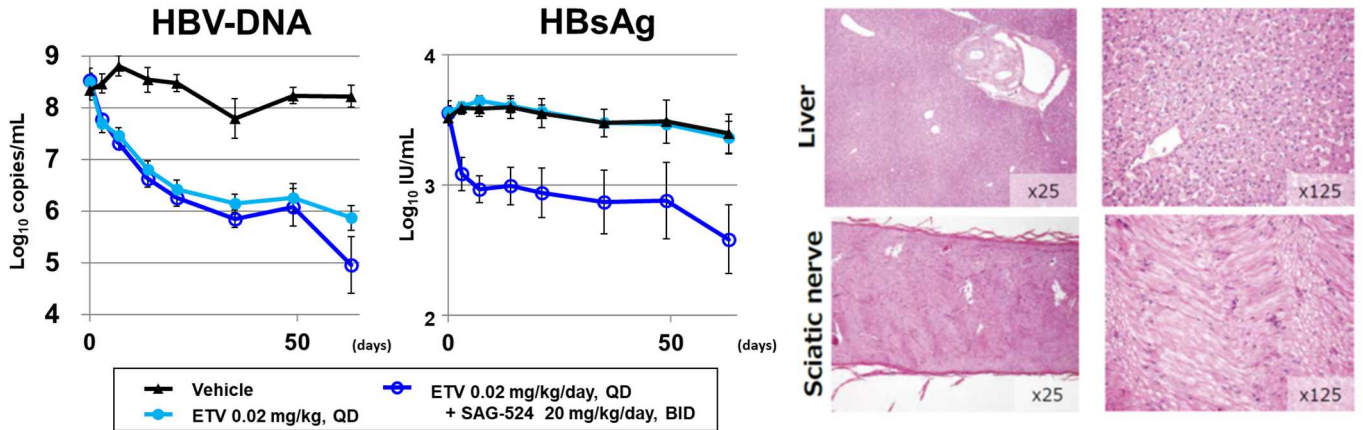 HBV-DNA
Log10 copies/mL
9
8
7
6
5
4
0
50
(days)
HBsAg
Log10 IU/mL
4
3
2
0
50
(days)
Vehicle
ETV 0.02 mg/kg, QD
ETV 0.02 mg/kg/day, QD
+ SAG-524 20 mg/kg/day, BID
Liver
x25
x125
Sciatic nerve
x25
x125